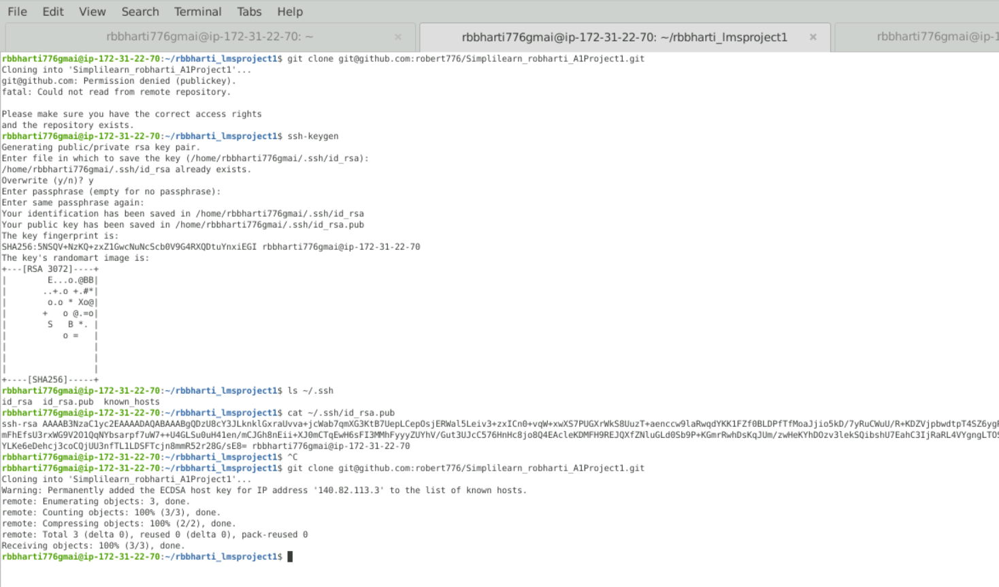 File Edit View Search Terminal Tabs Help
rbbharti776gmai@ip-172-31-22-70: ~ × rbbharti776gmai@ip-172-31-22-70: ~/rbbharti_lmsproject1 × rbbharti776gmai@ip-1
rbbharti776gmai@ip-172-31-22-70:~/rbbharti_lmsproject1$ git clone git@github.com:robert776/Simplilearn_robharti_A1Project1.git
Cloning into 'Simplilearn_robharti_A1Project1'...
git@github.com: Permission denied (publickey).
fatal: Could not read from remote repository.
Please make sure you have the correct access rights
and the repository exists.
rbbharti776gmai@ip-172-31-22-70:~/rbbharti_lmsproject1$ ssh-keygen
Generating public/private rsa key pair.
Enter file in which to save the key (/home/rbbharti776gmai/.ssh/id_rsa):
/home/rbbharti776gmai/.ssh/id_rsa already exists.
Overwrite (y/n)? y
Enter passphrase (empty for no passphrase):
Enter same passphrase again:
Your identification has been saved in /home/rbbharti776gmai/.ssh/id_rsa
Your public key has been saved in /home/rbbharti776gmai/.ssh/id_rsa.pub
The key fingerprint is:
SHA256:5NSQV+NzKQ+zxZ1GwcNuNcScb0V9G4RXQDtuYnxiEGI rbbharti776gmai@ip-172-31-22-70
The key's randomart image is:
+---[RSA 3072]----+
|        E...o.@BB|
|       ..+.o +.#*|
|        o.o * Xo@|
|       +   o @.=o|
|        S   B *. |
|           o =   |
|                 |
|                 |
|                 |
+----[SHA256]-----+
rbbharti776gmai@ip-172-31-22-70:~/rbbharti_lmsproject1$ ls ~/.ssh
id_rsa  id_rsa.pub  known_hosts
rbbharti776gmai@ip-172-31-22-70:~/rbbharti_lmsproject1$ cat ~/.ssh/id_rsa.pub
ssh-rsa AAAAB3NzaC1yc2EAAAADAQABAAABgQDzU8cY3JLknklGxraUvva+jcWab7qmXG3KtB7UepLCepOsjERWal5Leiv3+zxICn0+vqW+wXS7PUGXrWkS8UuzT+aenccw9laRwqdYKK1FZf0BLDPfTfMoaJjio5kD/7yRuCWuU/R+KDZVjpbwdtpT4SZ6ygF
mFhEfsU3rxWG9V2O1QqNYbsarpf7uW7++U4GLSu0uH41en/mCJGh8nEii+XJ0mCTqEwH6sFI3MMhFyyyZUYhV/Gut3UJcC576HnHc8jo8Q4EAcleKDMFH9REJQXfZNluGLd0Sb9P+KGmrRwhDsKqJUm/zwHeKYhDOzv3lekSQibshU7EahC3IjRaRL4VYgngLTOS
YLKe6eDehcj3coCQjUU3nfTL1LDSFTcjn8mmR52r28G/sE8= rbbharti776gmai@ip-172-31-22-70
rbbharti776gmai@ip-172-31-22-70:~/rbbharti_lmsproject1$ ^C
rbbharti776gmai@ip-172-31-22-70:~/rbbharti_lmsproject1$ git clone git@github.com:robert776/Simplilearn_robharti_A1Project1.git
Cloning into 'Simplilearn_robharti_A1Project1'...
Warning: Permanently added the ECDSA host key for IP address '140.82.113.3' to the list of known hosts.
remote: Enumerating objects: 3, done.
remote: Counting objects: 100% (3/3), done.
remote: Compressing objects: 100% (2/2), done.
remote: Total 3 (delta 0), reused 0 (delta 0), pack-reused 0
Receiving objects: 100% (3/3), done.
rbbharti776gmai@ip-172-31-22-70:~/rbbharti_lmsproject1$